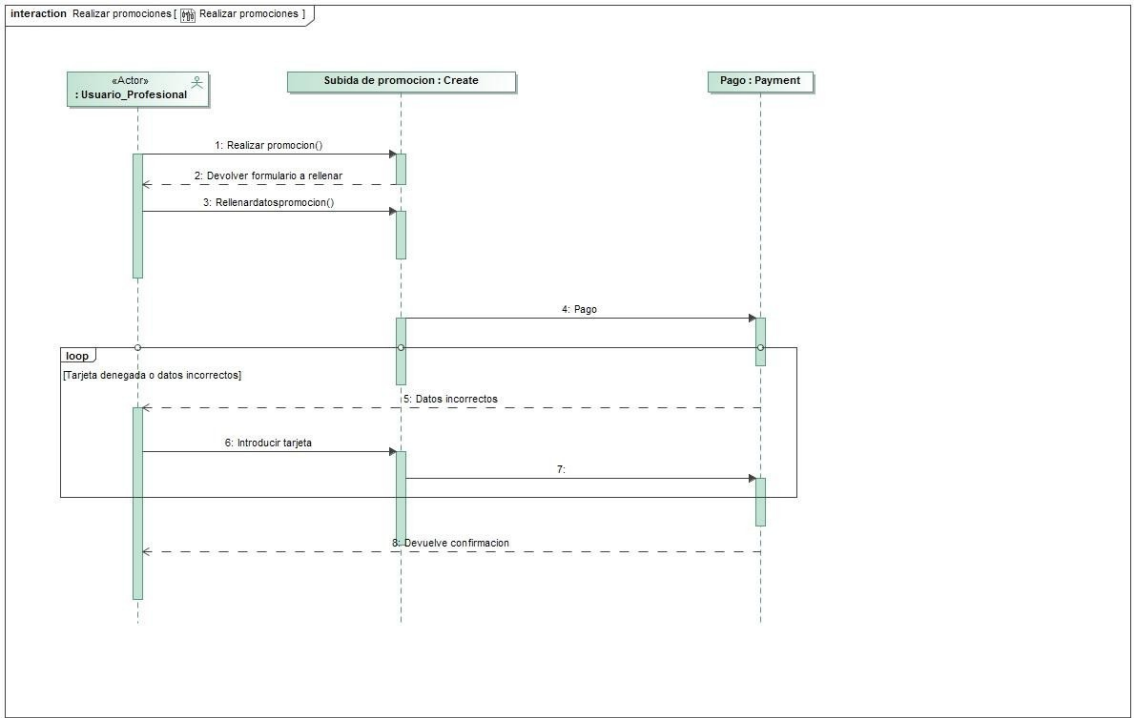 interaction Realizar promociones [ Realizar promociones ]
«Actor»
: Usuario_Profesional
Subida de promocion : Create
Pago : Payment
1: Realizar promocion()
2: Devolver formulario a rellenar
3: Rellenardatospromocion()
4: Pago
loop
[Tarjeta denegada o datos incorrectos]
5: Datos incorrectos
6: Introducir tarjeta
7:
8: Devuelve confirmacion